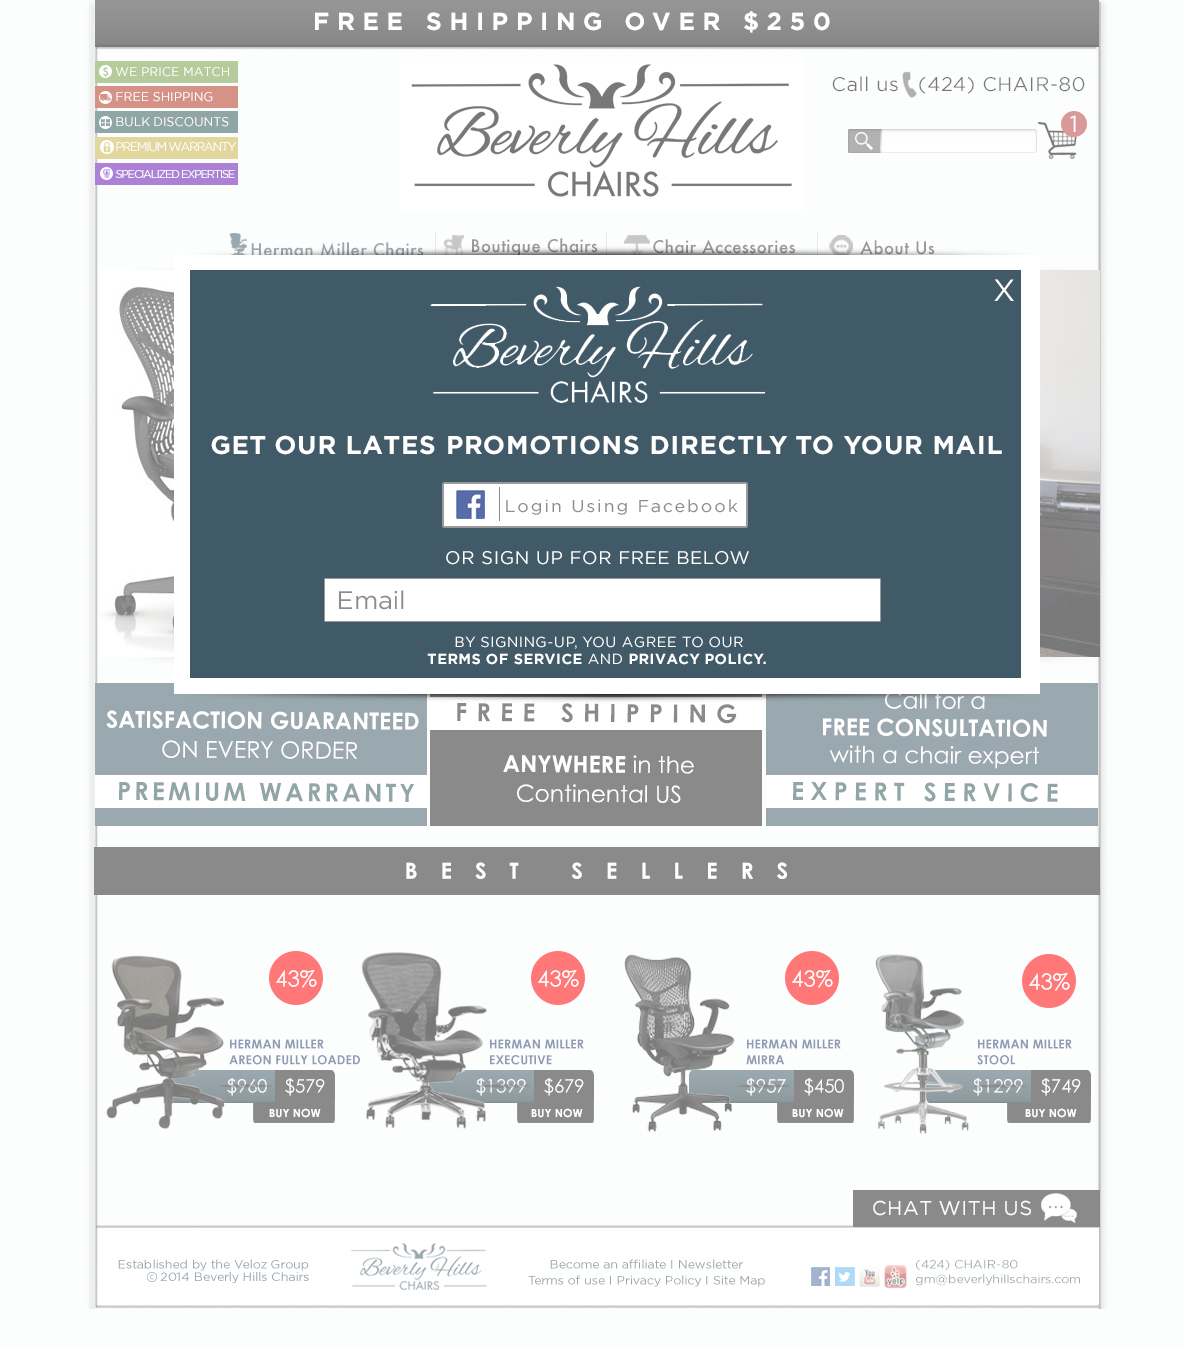 FREE SHIPPING OVER $250
WE PRICE MATCH
FREE SHIPPING
BULK DISCOUNTS
PREMIUM WARRANTY
SPECIALIZED EXPERTISE
Beverly Hills
CHAIRS
Call us (424) CHAIR-80
1
Herman Miller Chairs
Boutique Chairs
Chair Accessories
About Us
X
Beverly Hills
CHAIRS
GET OUR LATES PROMOTIONS DIRECTLY TO YOUR MAIL
Login Using Facebook
OR SIGN UP FOR FREE BELOW
Email
BY SIGNING-UP, YOU AGREE TO OUR
TERMS OF SERVICE AND PRIVACY POLICY.
SATISFACTION GUARANTEED
ON EVERY ORDER
PREMIUM WARRANTY
FREE SHIPPING
ANYWHERE in the
Continental US
Call for a
FREE CONSULTATION
with a chair expert
EXPERT SERVICE
BEST SELLERS
43%
HERMAN MILLER
AREON FULLY LOADED
$960 $579
BUY NOW
43%
HERMAN MILLER
EXECUTIVE
$1399 $679
BUY NOW
43%
HERMAN MILLER
MIRRA
$957 $450
BUY NOW
43%
HERMAN MILLER
STOOL
$1299 $749
BUY NOW
CHAT WITH US
Established by the Veloz Group
© 2014 Beverly Hills Chairs
Beverly Hills
CHAIRS
Become an affiliate I Newsletter
Terms of use I Privacy Policy I Site Map
You
yelp
(424) CHAIR-80
gm@beverlyhillschairs.com